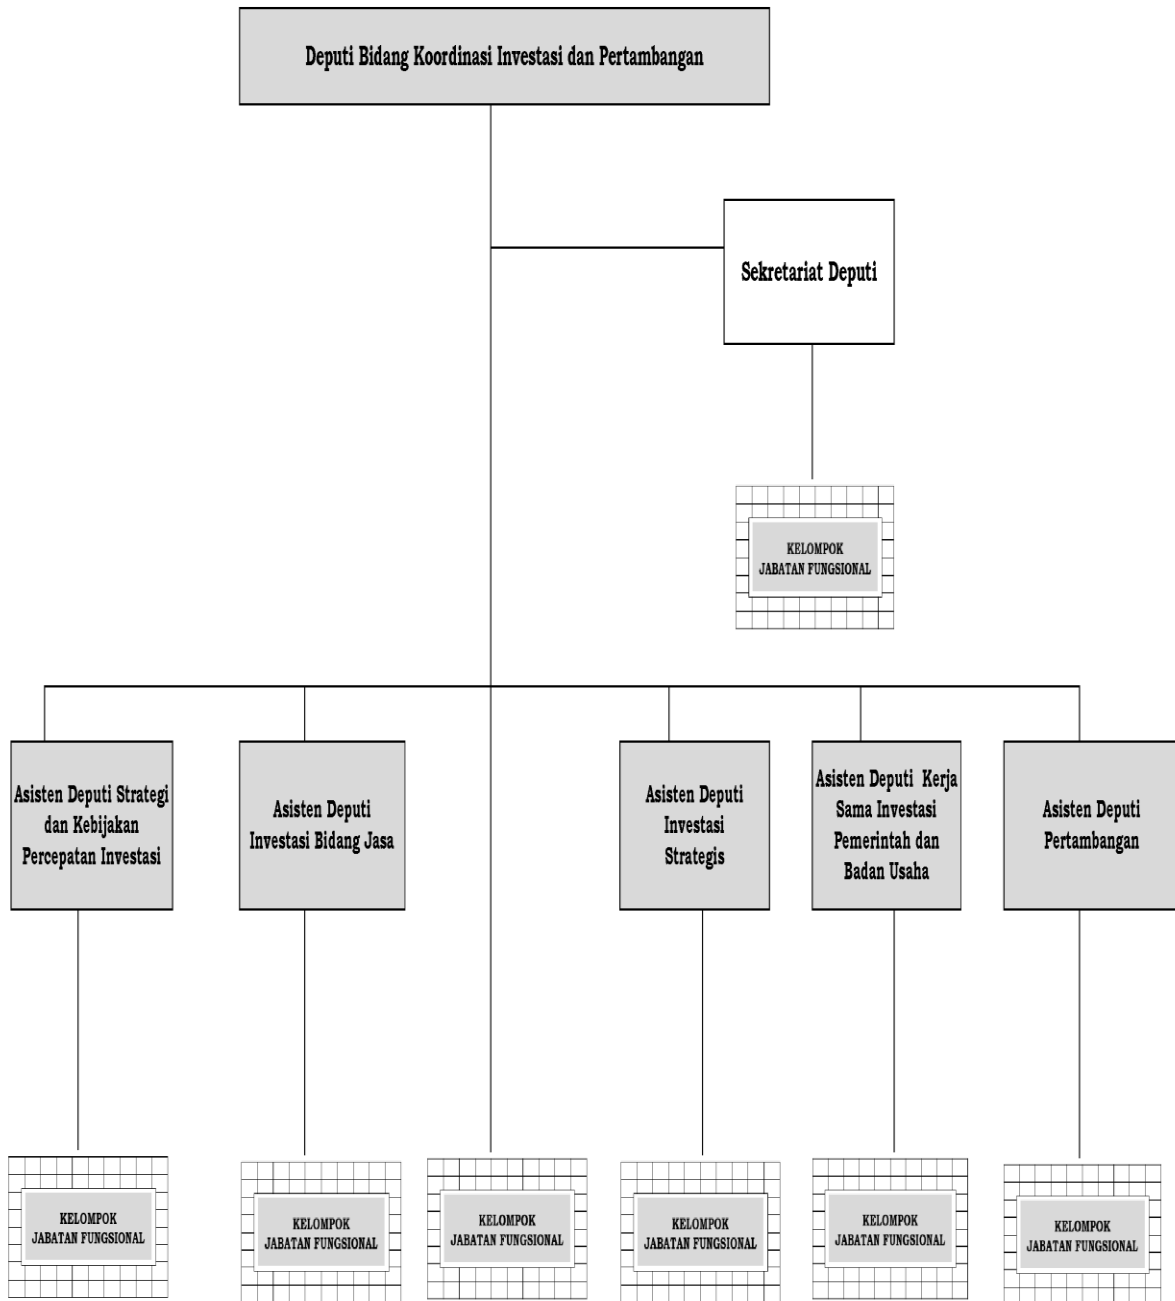 Deputi Bidang Koordinasi Investasi dan Pertambangan
Sekretariat Deputi
KELOMPOK
JABATAN FUNGSIONAL
Asisten Deputi Strategi
dan Kebijakan
Percepatan Investasi
Asisten Deputi
Investasi Bidang Jasa
Asisten Deputi
Investasi
Strategis
Asisten Deputi Kerja
Sama Investasi
Pemerintah dan
Badan Usaha
Asisten Deputi
Pertambangan
KELOMPOK
JABATAN FUNGSIONAL
KELOMPOK
JABATAN FUNGSIONAL
KELOMPOK
JABATAN FUNGSIONAL
KELOMPOK
JABATAN FUNGSIONAL
KELOMPOK
JABATAN FUNGSIONAL
KELOMPOK
JABATAN FUNGSIONAL